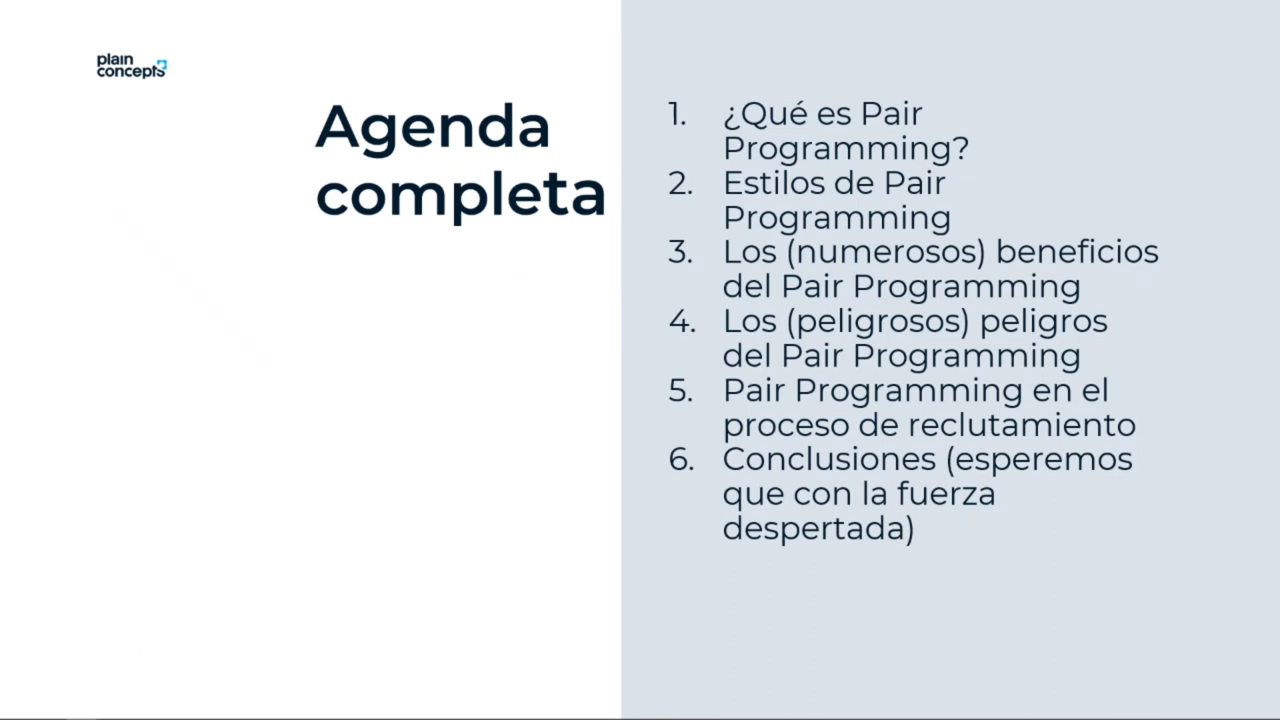 plain
concepts
Agenda
completa
1. ¿Qué es Pair
Programming?
2. Estilos de Pair
Programming
3. Los (numerosos) beneficios
del Pair Programming
4. Los (peligrosos) peligros
del Pair Programming
5. Pair Programming en el
proceso de reclutamiento
6. Conclusiones (esperemos
que con la fuerza
despertada)